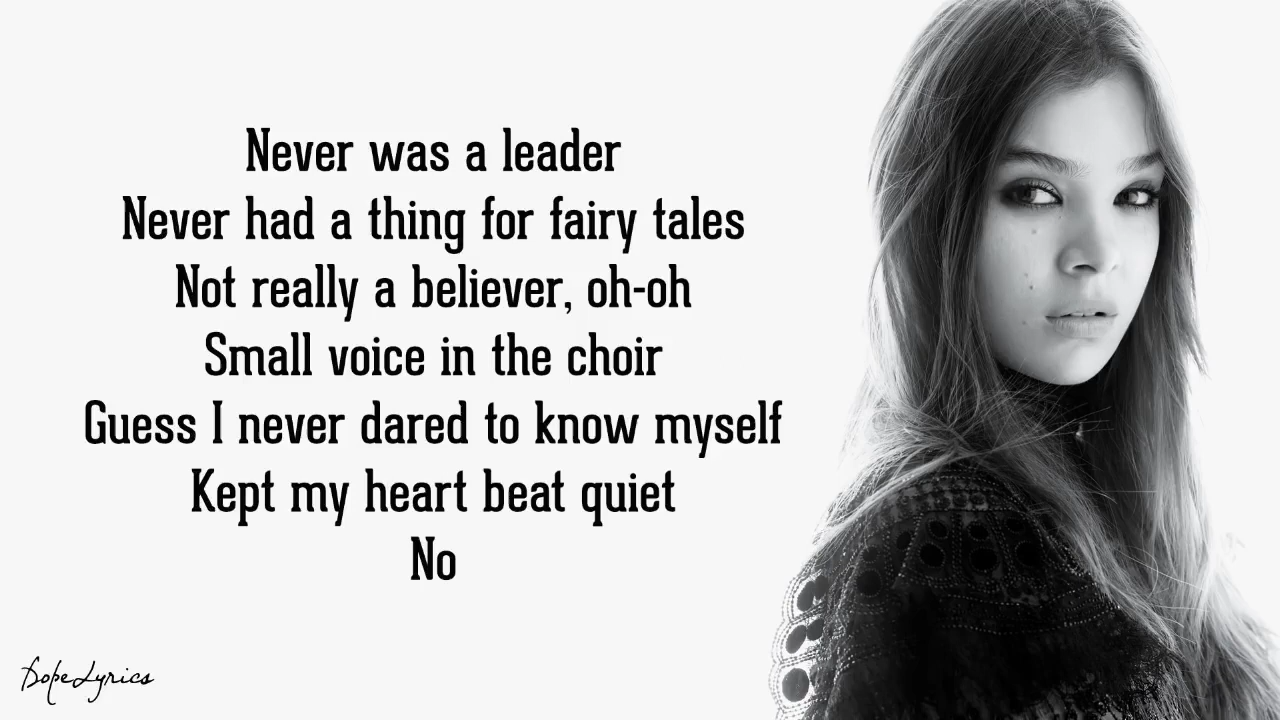 Never was a leader
Never had a thing for fairy tales
Not really a believer, oh-oh
Small voice in the choir
Guess I never dared to know myself
Kept my heart beat quiet
No
DopeLyrics